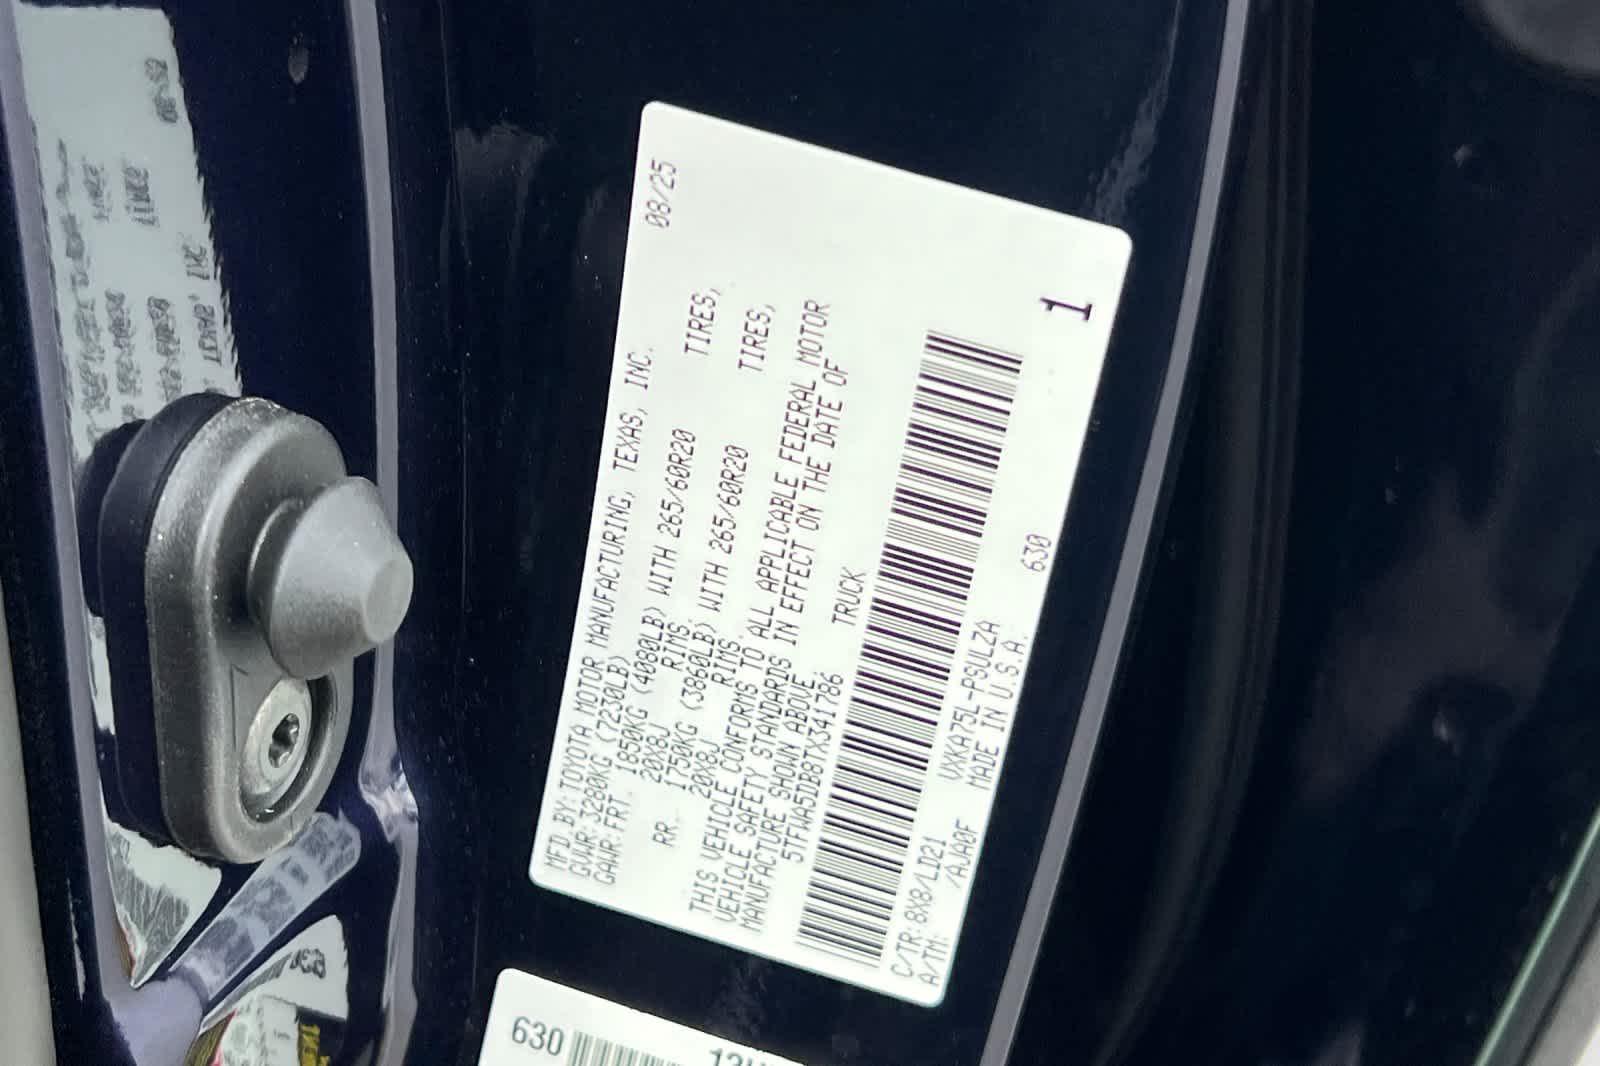 08/25
MFD BY: TOYOTA MOTOR MANUFACTURING, TEXAS, INC.
GVWR: 3280KG (7230LB)
GAWR: FRT. 1850KG (4080LB) WITH 265/60R20 TIRES,
20X8J RIMS.
RR. 1750KG (3860LB) WITH 265/60R20 TIRES,
20X8J RIMS.
THIS VEHICLE CONFORMS TO ALL APPLICABLE FEDERAL MOTOR
VEHICLE SAFETY STANDARDS IN EFFECT ON THE DATE OF
MANUFACTURE SHOWN ABOVE.
5TFWA5DB8TX341786 TRUCK
1
C/TR: 8X8/LD21 VXKA75L-PSULZA 630
A/TM: /AJA0F MADE IN U.S.A.
630